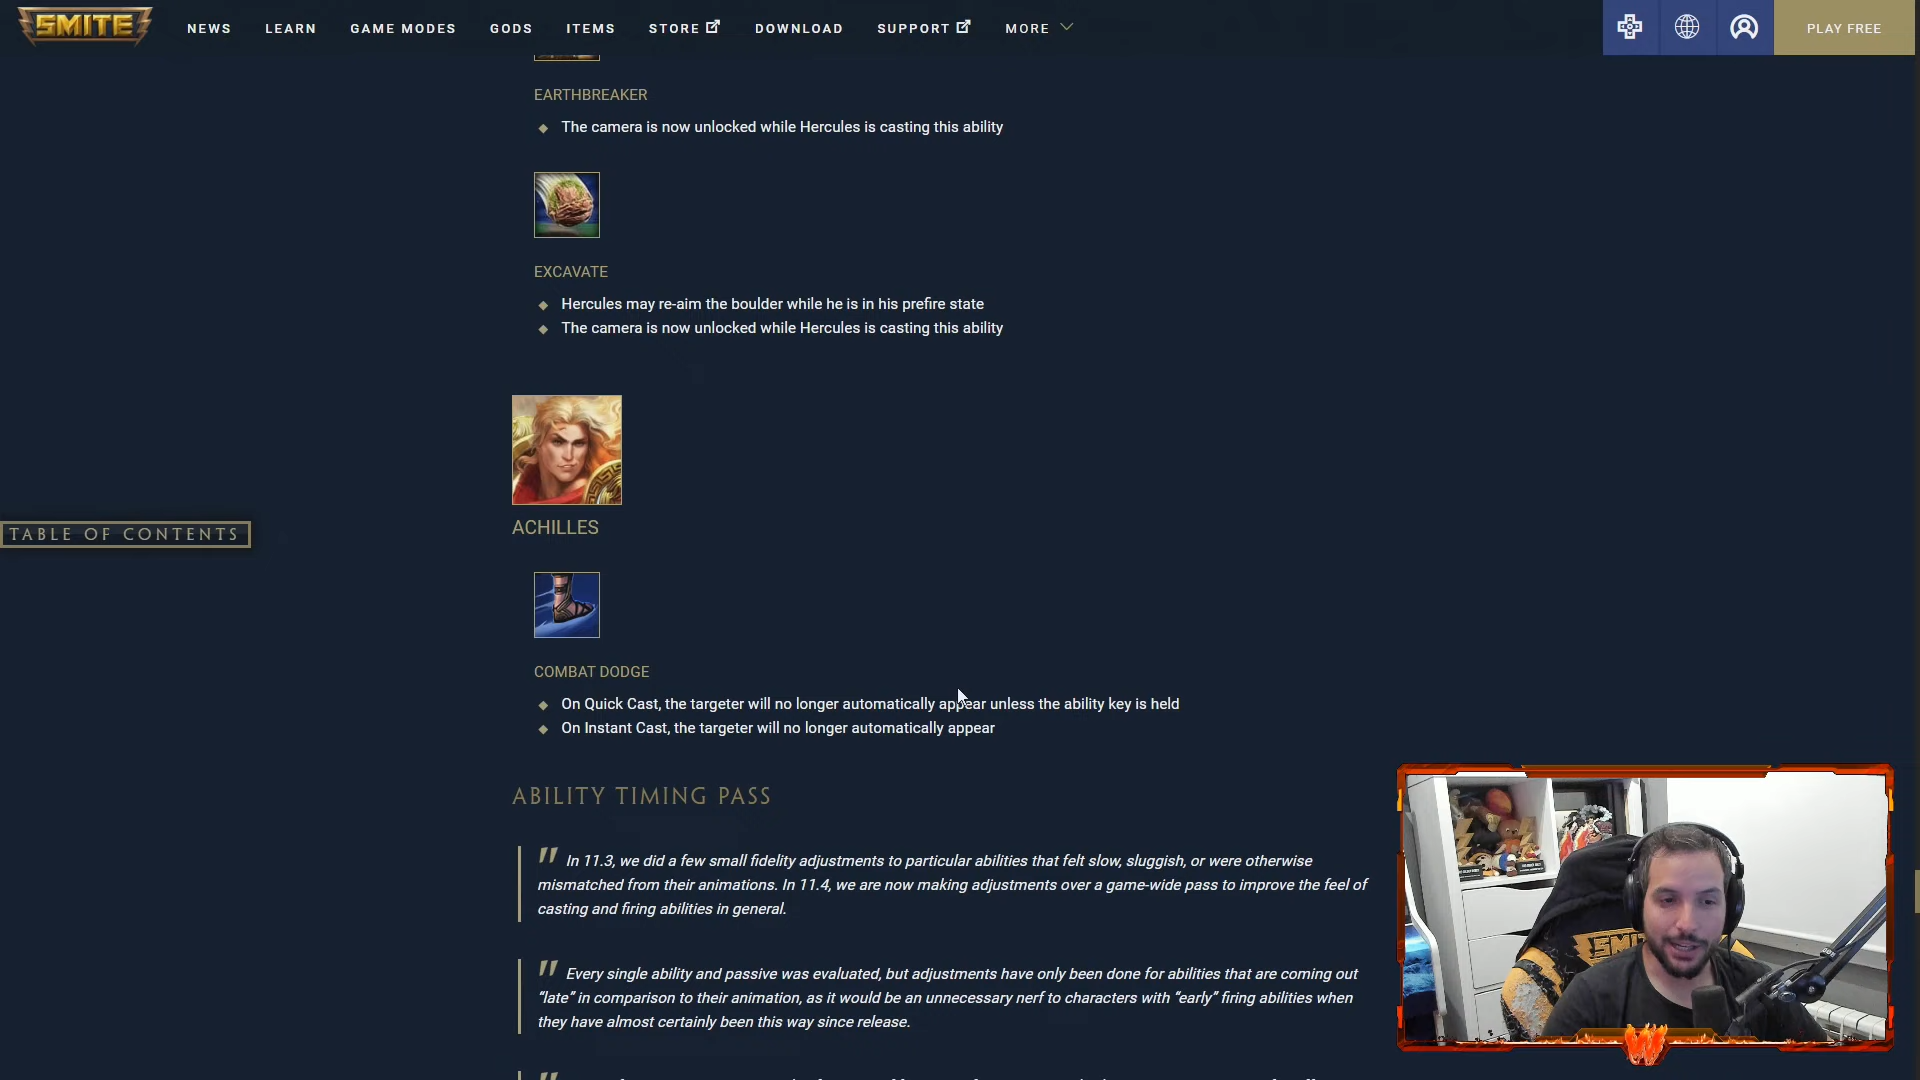 SMITE NEWS LEARN GAME MODES GODS ITEMS STORE DOWNLOAD SUPPORT MORE PLAY FREE
EARTHBREAKER
The camera is now unlocked while Hercules is casting this ability
EXCAVATE
Hercules may re-aim the boulder while he is in his prefire state
The camera is now unlocked while Hercules is casting this ability
ACHILLES
TABLE OF CONTENTS
COMBAT DODGE
On Quick Cast, the targeter will no longer automatically appear unless the ability key is held
On Instant Cast, the targeter will no longer automatically appear
ABILITY TIMING PASS
" In 11.3, we did a few small fidelity adjustments to particular abilities that felt slow, sluggish, or were otherwise
mismatched from their animations. In 11.4, we are now making adjustments over a game-wide pass to improve the feel of
casting and firing abilities in general.
" Every single ability and passive was evaluated, but adjustments have only been done for abilities that are coming out
“late” in comparison to their animation, as it would be an unnecessary nerf to characters with “early” firing abilities when
they have almost certainly been this way since release.
SMIT
W